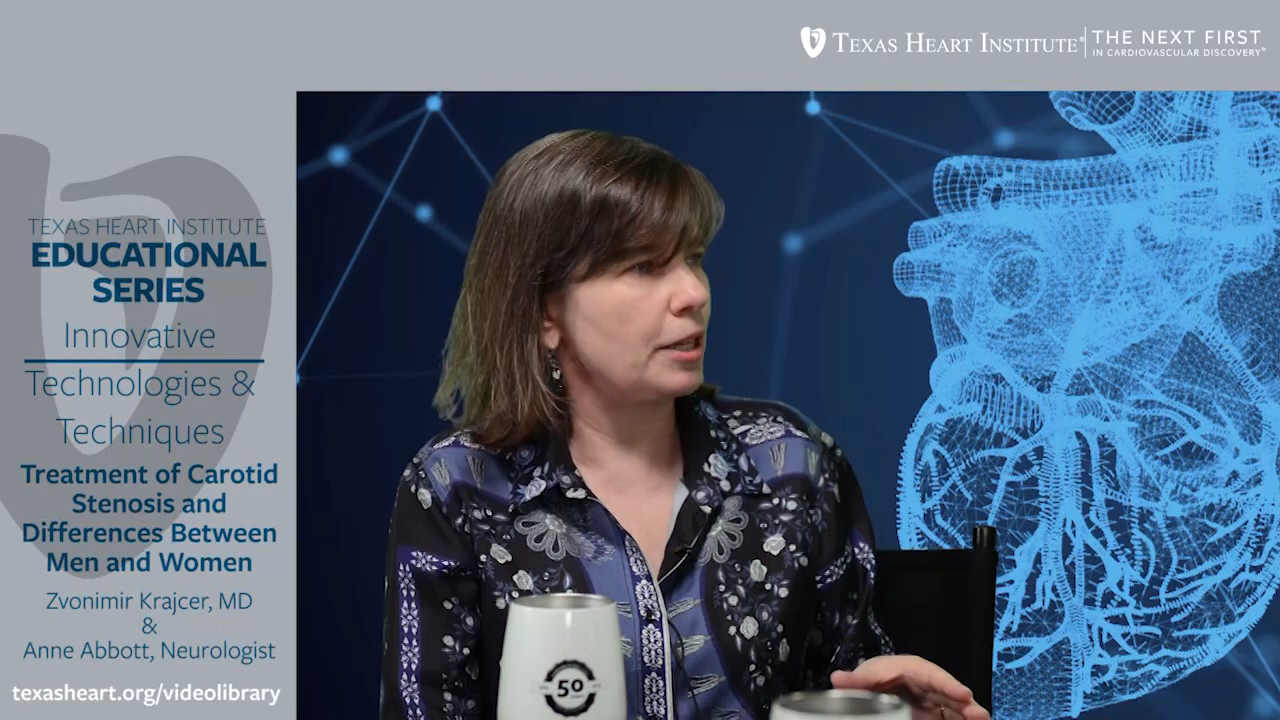 TEXAS HEART INSTITUTE®
THE NEXT FIRST
IN CARDIOVASCULAR DISCOVERY®
TEXAS HEART INSTITUTE
EDUCATIONAL
SERIES
Innovative
Technologies &
Techniques
Treatment of Carotid
Stenosis and
Differences Between
Men and Women
Zvonimir Krajcer, MD
&
Anne Abbott, Neurologist
texasheart.org/videolibrary
50